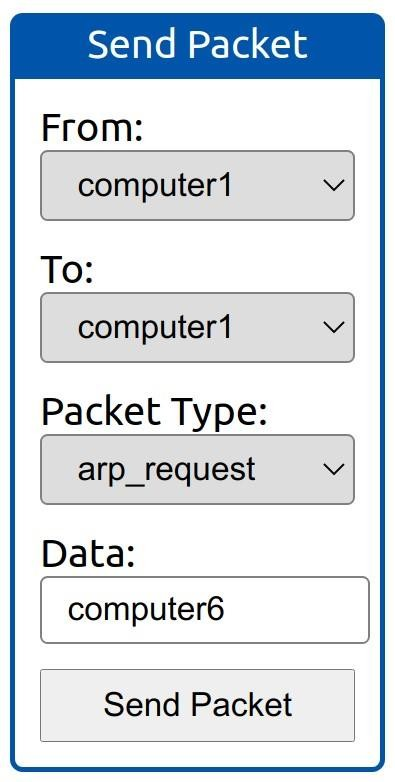 Send Packet
From:
computer1
To:
computer1
Packet Type:
arp_request
Data:
computer6
Send Packet